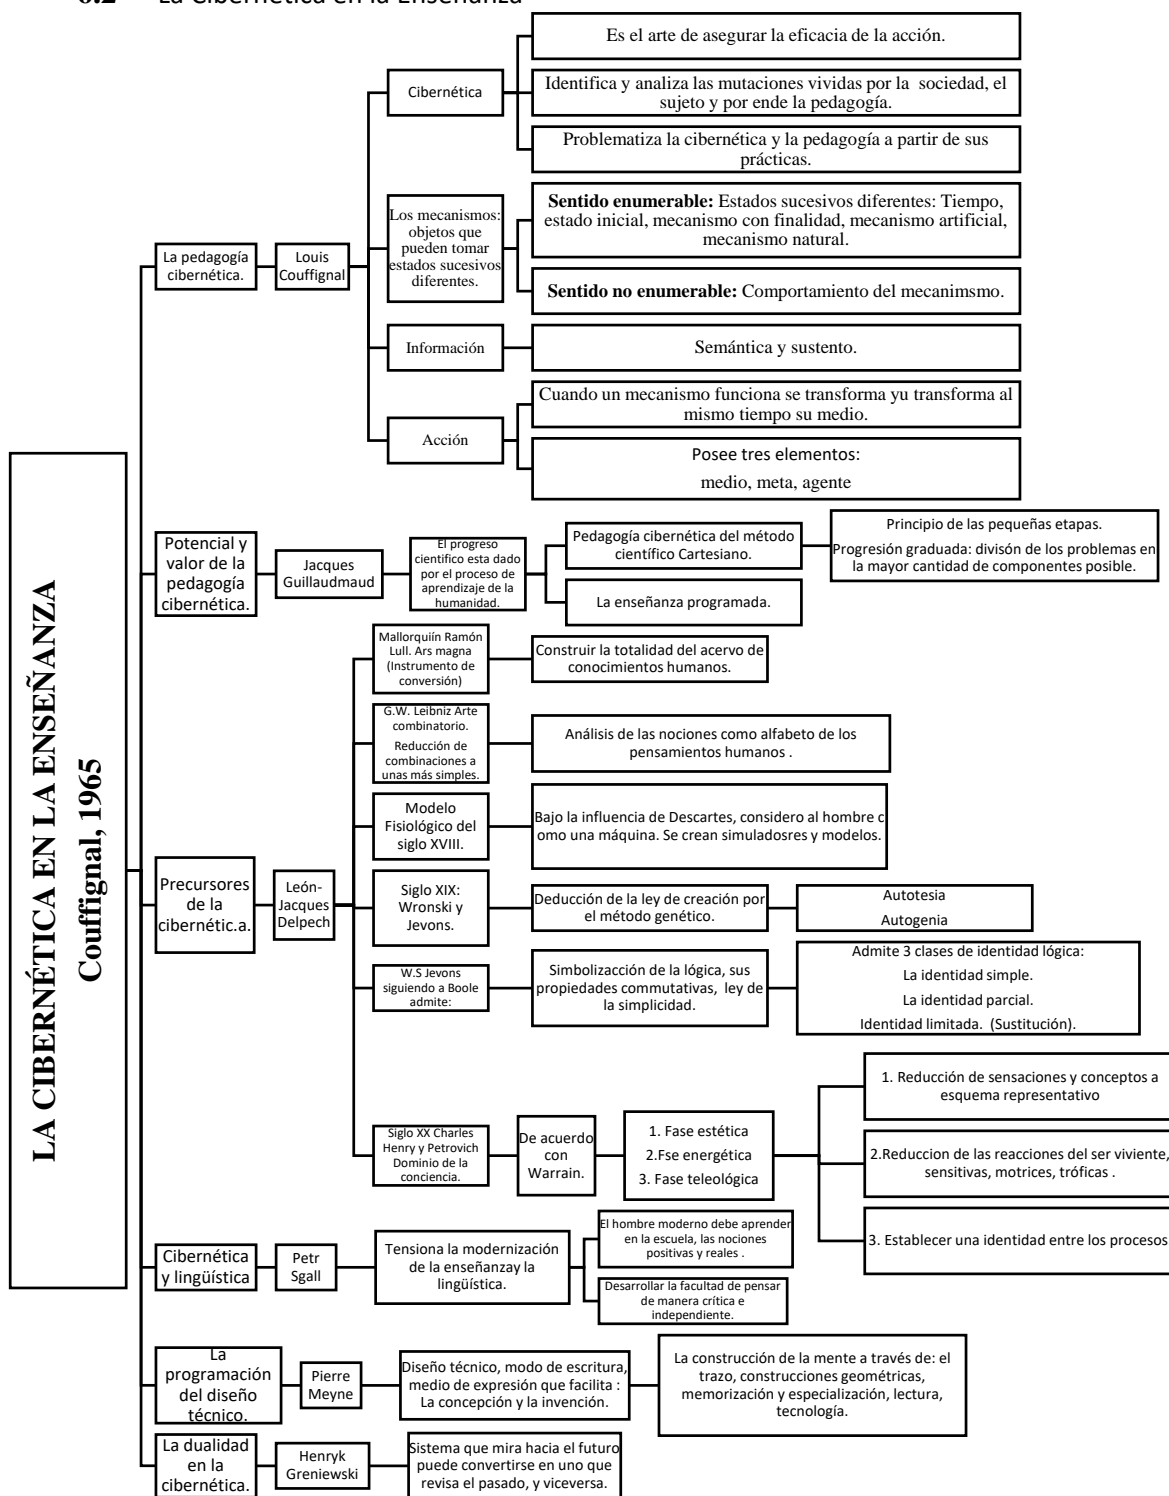 6.2 La Cibernética en la Enseñanza
LA CIBERNÉTICA EN LA ENSEÑANZA
Couffignal, 1965
La pedagogía
cibernética.
Louis
Couffignal
Cibernética
Es el arte de asegurar la eficacia de la acción.
Identifica y analiza las mutaciones vividas por la sociedad, el
sujeto y por ende la pedagogía.
Problematiza la cibernética y la pedagogía a partir de sus
prácticas.
Los mecanismos:
objetos que
pueden tomar
estados sucesivos
diferentes.
Sentido enumerable: Estados sucesivos diferentes: Tiempo,
estado inicial, mecanismo con finalidad, mecanismo artificial,
mecanismo natural.
Sentido no enumerable: Comportamiento del mecanimsmo.
Información
Semántica y sustento.
Acción
Cuando un mecanismo funciona se transforma yu transforma al
mismo tiempo su medio.
Posee tres elementos:
medio, meta, agente
Potencial y
valor de la
pedagogía
cibernética.
Jacques
Guillaudmaud
El progreso
científico esta dado
por el proceso de
aprendizaje de la
humanidad.
Pedagogía cibernética del método
científico Cartesiano.
Principio de las pequeñas etapas.
Progresión graduada: divisón de los problemas en
la mayor cantidad de componentes posible.
La enseñanza programada.
Precursores
de la
cibernétic.a.
León-
Jacques
Delpech
Mallorquiín Ramón
Lull. Ars magna
(Instrumento de
conversión)
Construir la totalidad del acervo de
conocimientos humanos.
G.W. Leibniz Arte
combinatorio.
Reducción de
combinaciones a
unas más simples.
Análisis de las nociones como alfabeto de los
pensamientos humanos .
Modelo
Fisiológico del
siglo XVIII.
Bajo la influencia de Descartes, considero al hombre c
omo una máquina. Se crean simuladosres y modelos.
Siglo XIX:
Wronski y
Jevons.
Deducción de la ley de creación por
el método genético.
Autotesia
Autogenia
W.S Jevons
siguiendo a Boole
admite:
Simbolizacción de la lógica, sus
propiedades commutativas, ley de
la simplicidad.
Admite 3 clases de identidad lógica:
La identidad simple.
La identidad parcial.
Identidad limitada. (Sustitución).
Siglo XX Charles
Henry y Petrovich
Dominio de la
conciencia.
De acuerdo
con
Warrain.
1. Fase estética
2.Fse energética
3. Fase teleológica
1. Reducción de sensaciones y conceptos a
esquema representativo
2.Reduccion de las reacciones del ser viviente,
sensitivas, motrices, tróficas .
3. Establecer una identidad entre los procesos
Cibernética
y lingüística
Petr
Sgall
Tensiona la modernización
de la enseñanzay la
lingüística.
El hombre moderno debe aprender
en la escuela, las nociones
positivas y reales .
Desarrollar la facultad de pensar
de manera crítica e
independiente.
La
programación
del diseño
técnico.
Pierre
Meyne
Diseño técnico, modo de escritura,
medio de expresión que facilita :
La concepción y la invención.
La construcción de la mente a través de: el
trazo, construcciones geométricas,
memorización y especialización, lectura,
tecnología.
La dualidad
en la
cibernética.
Henryk
Greniewski
Sistema que mira hacia el futuro
puede convertirse en uno que
revisa el pasado, y viceversa.